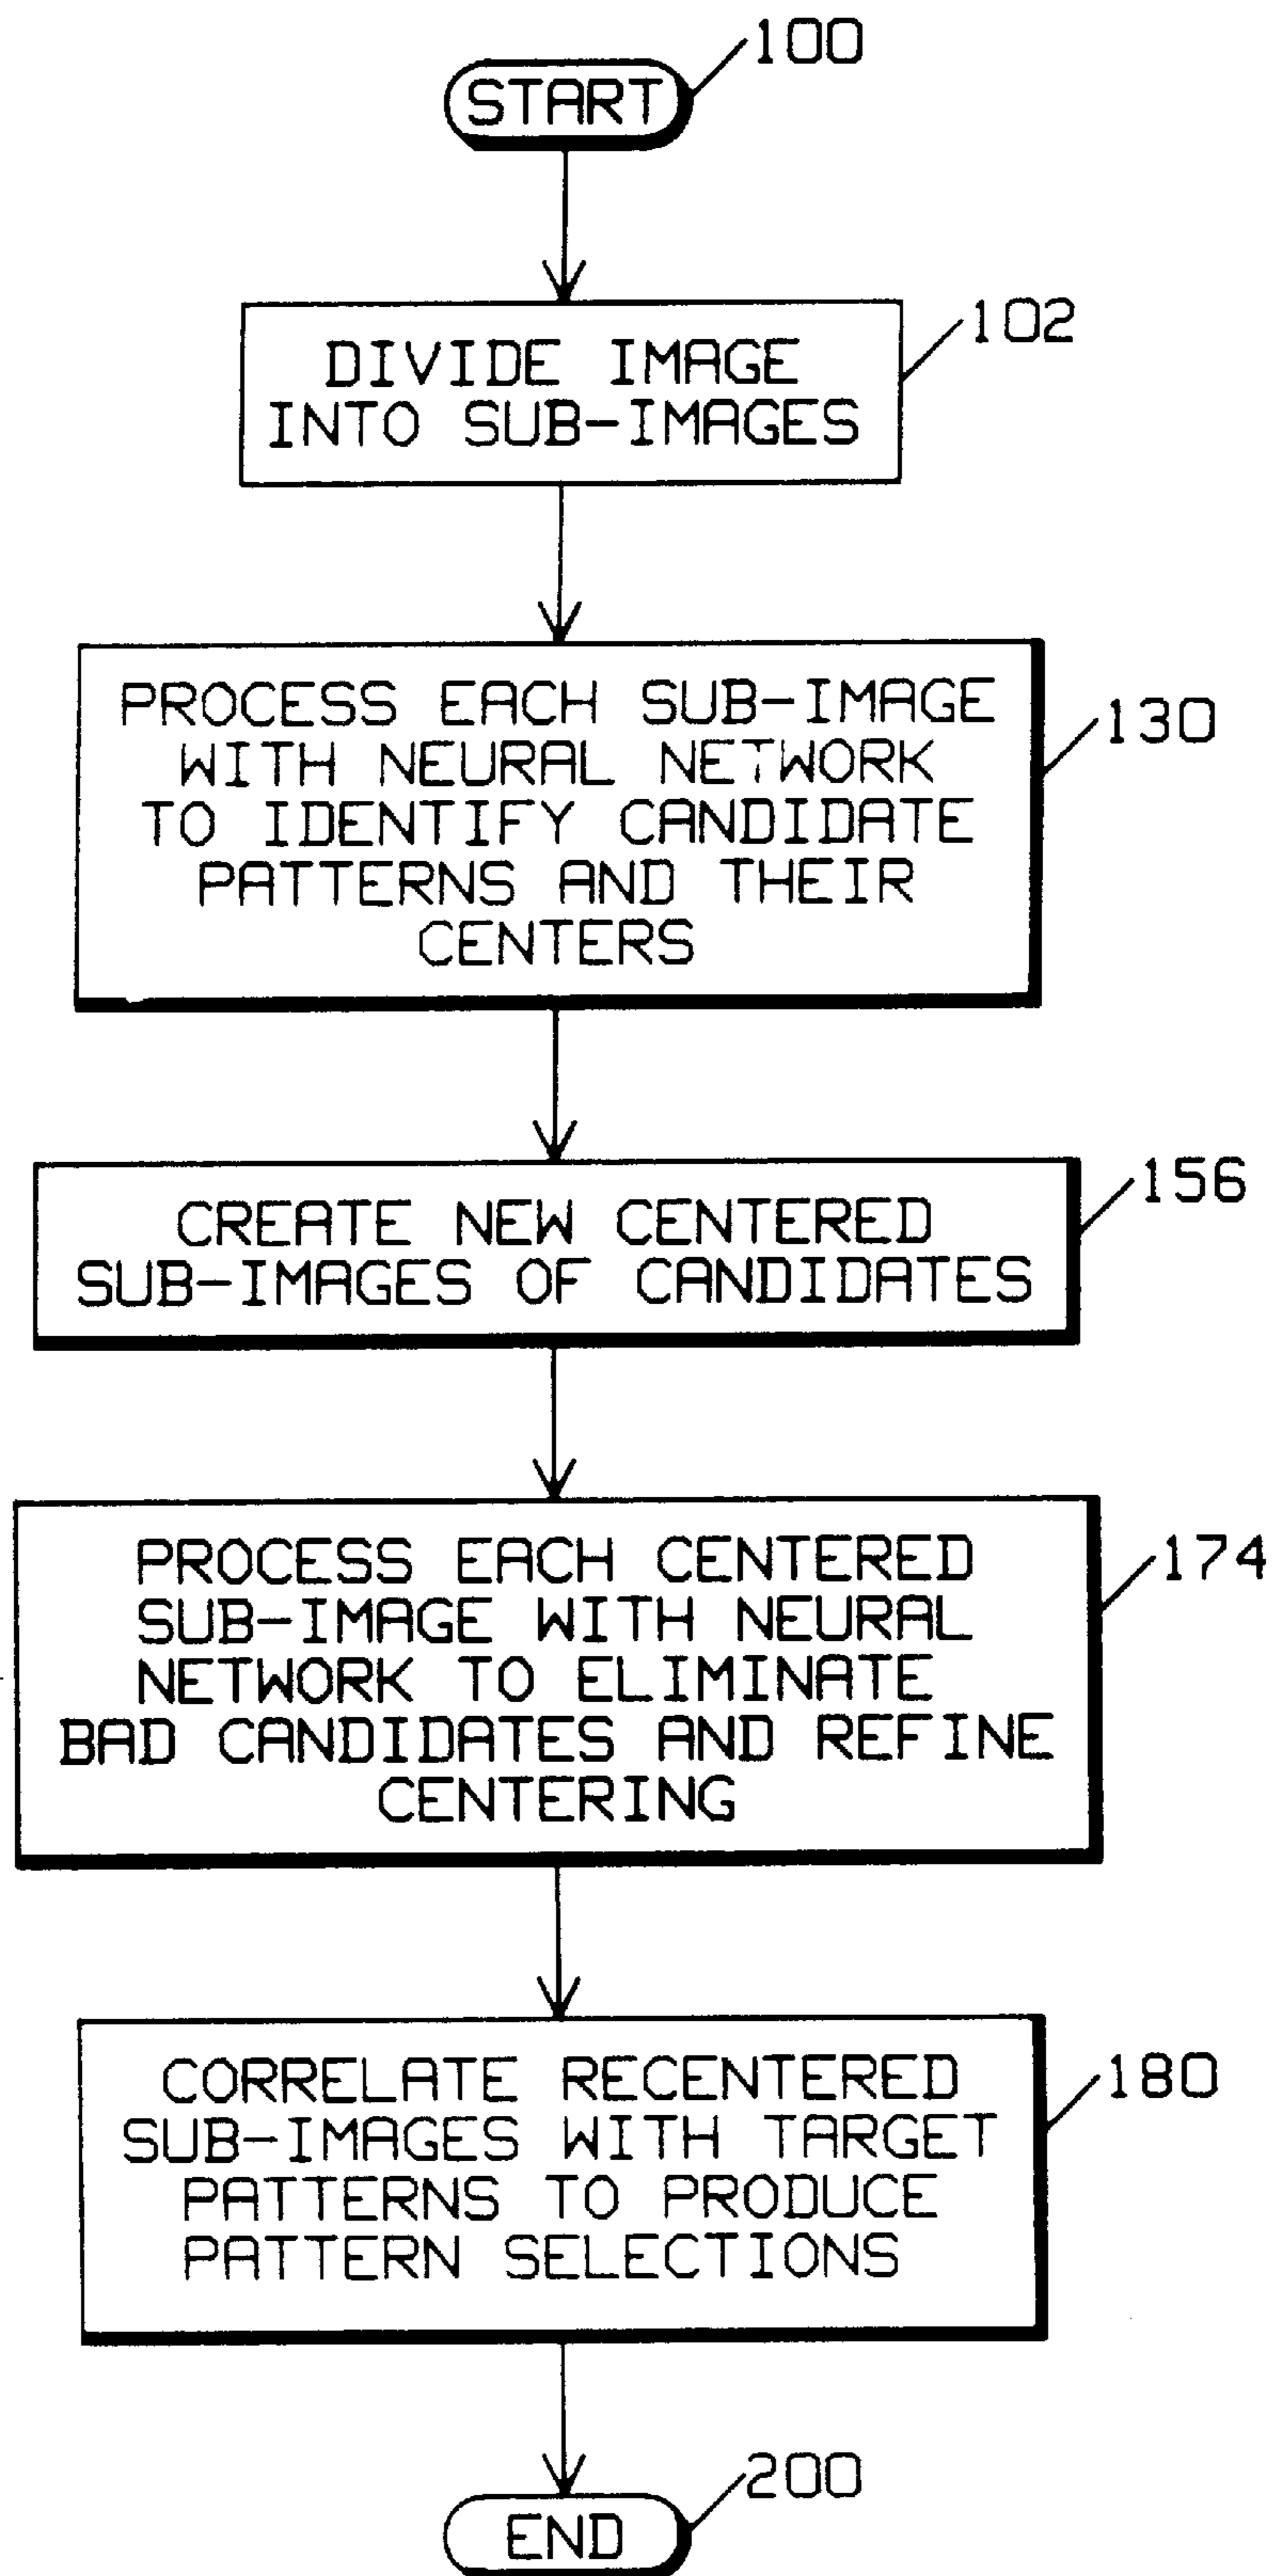 100
START
102
DIVIDE IMAGE
INTO SUB-IMAGES
130
PROCESS EACH SUB-IMAGE
WITH NEURAL NETWORK
TO IDENTIFY CANDIDATE
PATTERNS AND THEIR
CENTERS
156
CREATE NEW CENTERED
SUB-IMAGES OF CANDIDATES
174
PROCESS EACH CENTERED
SUB-IMAGE WITH NEURAL
NETWORK TO ELIMINATE
BAD CANDIDATES AND REFINE
CENTERING
180
CORRELATE RECENTERED
SUB-IMAGES WITH TARGET
PATTERNS TO PRODUCE
PATTERN SELECTIONS
200
END